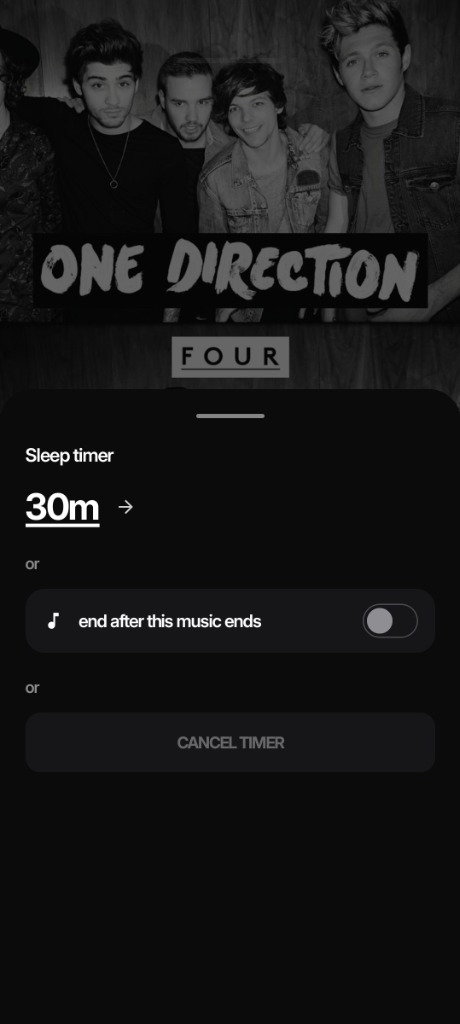 ONE DIRECTION
FOUR
Sleep timer
30m
or
end after this music ends
or
CANCEL TIMER